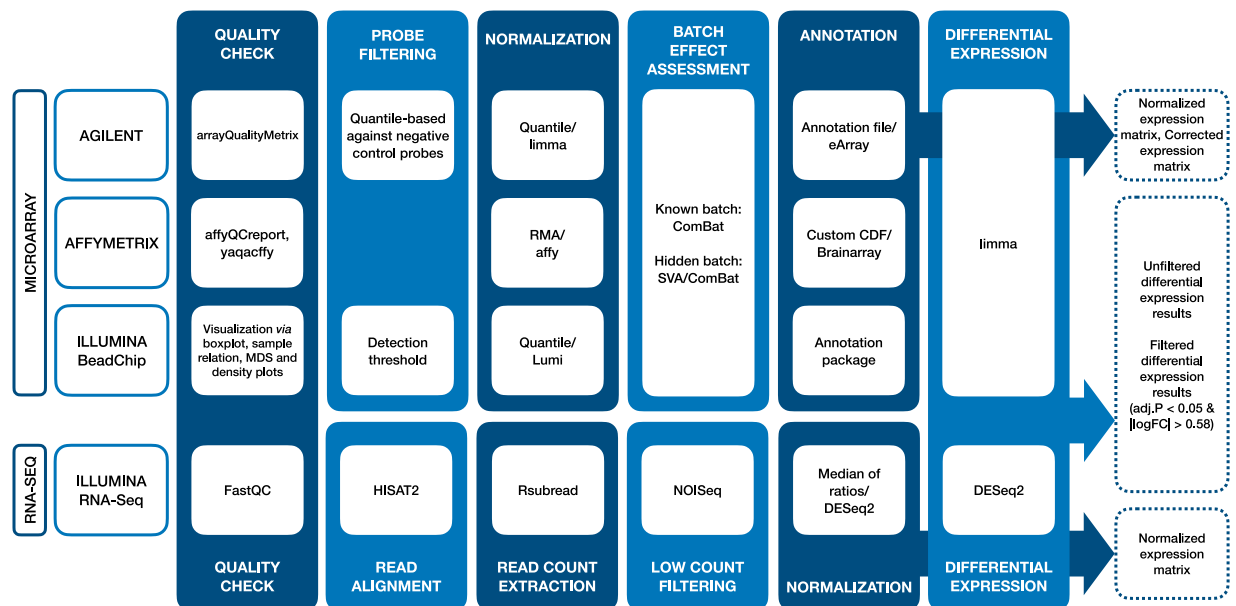 QUALITY
CHECK
PROBE
FILTERING
NORMALIZATION
BATCH
EFFECT
ASSESSMENT
ANNOTATION
DIFFERENTIAL
EXPRESSION
MICROARRAY
AGILENT
arrayQualityMetrix
Quantile-based
against negative
control probes
Quantile/
limma
Annotation file/
eArray
Normalized
expression
matrix, Corrected
expression
matrix
AFFYMETRIX
affyQCreport,
yaqacffy
RMA/
affy
Known batch:
ComBat
Hidden batch:
SVA/ComBat
Custom CDF/
Brainarray
limma
ILLUMINA
BeadChip
Visualization via
boxplot, sample
relation, MDS and
density plots
Detection
threshold
Quantile/
Lumi
Annotation
package
Unfiltered
differential
expression
results
Filtered
differential
expression
results
(adj.P < 0.05 &
|logFC| > 0.58)
RNA-SEQ
ILLUMINA
RNA-Seq
FastQC
HISAT2
Rsubread
NOISeq
Median of
ratios/
DESeq2
DESeq2
Normalized
expression
matrix
QUALITY
CHECK
READ
ALIGNMENT
READ COUNT
EXTRACTION
LOW COUNT
FILTERING
NORMALIZATION
DIFFERENTIAL
EXPRESSION